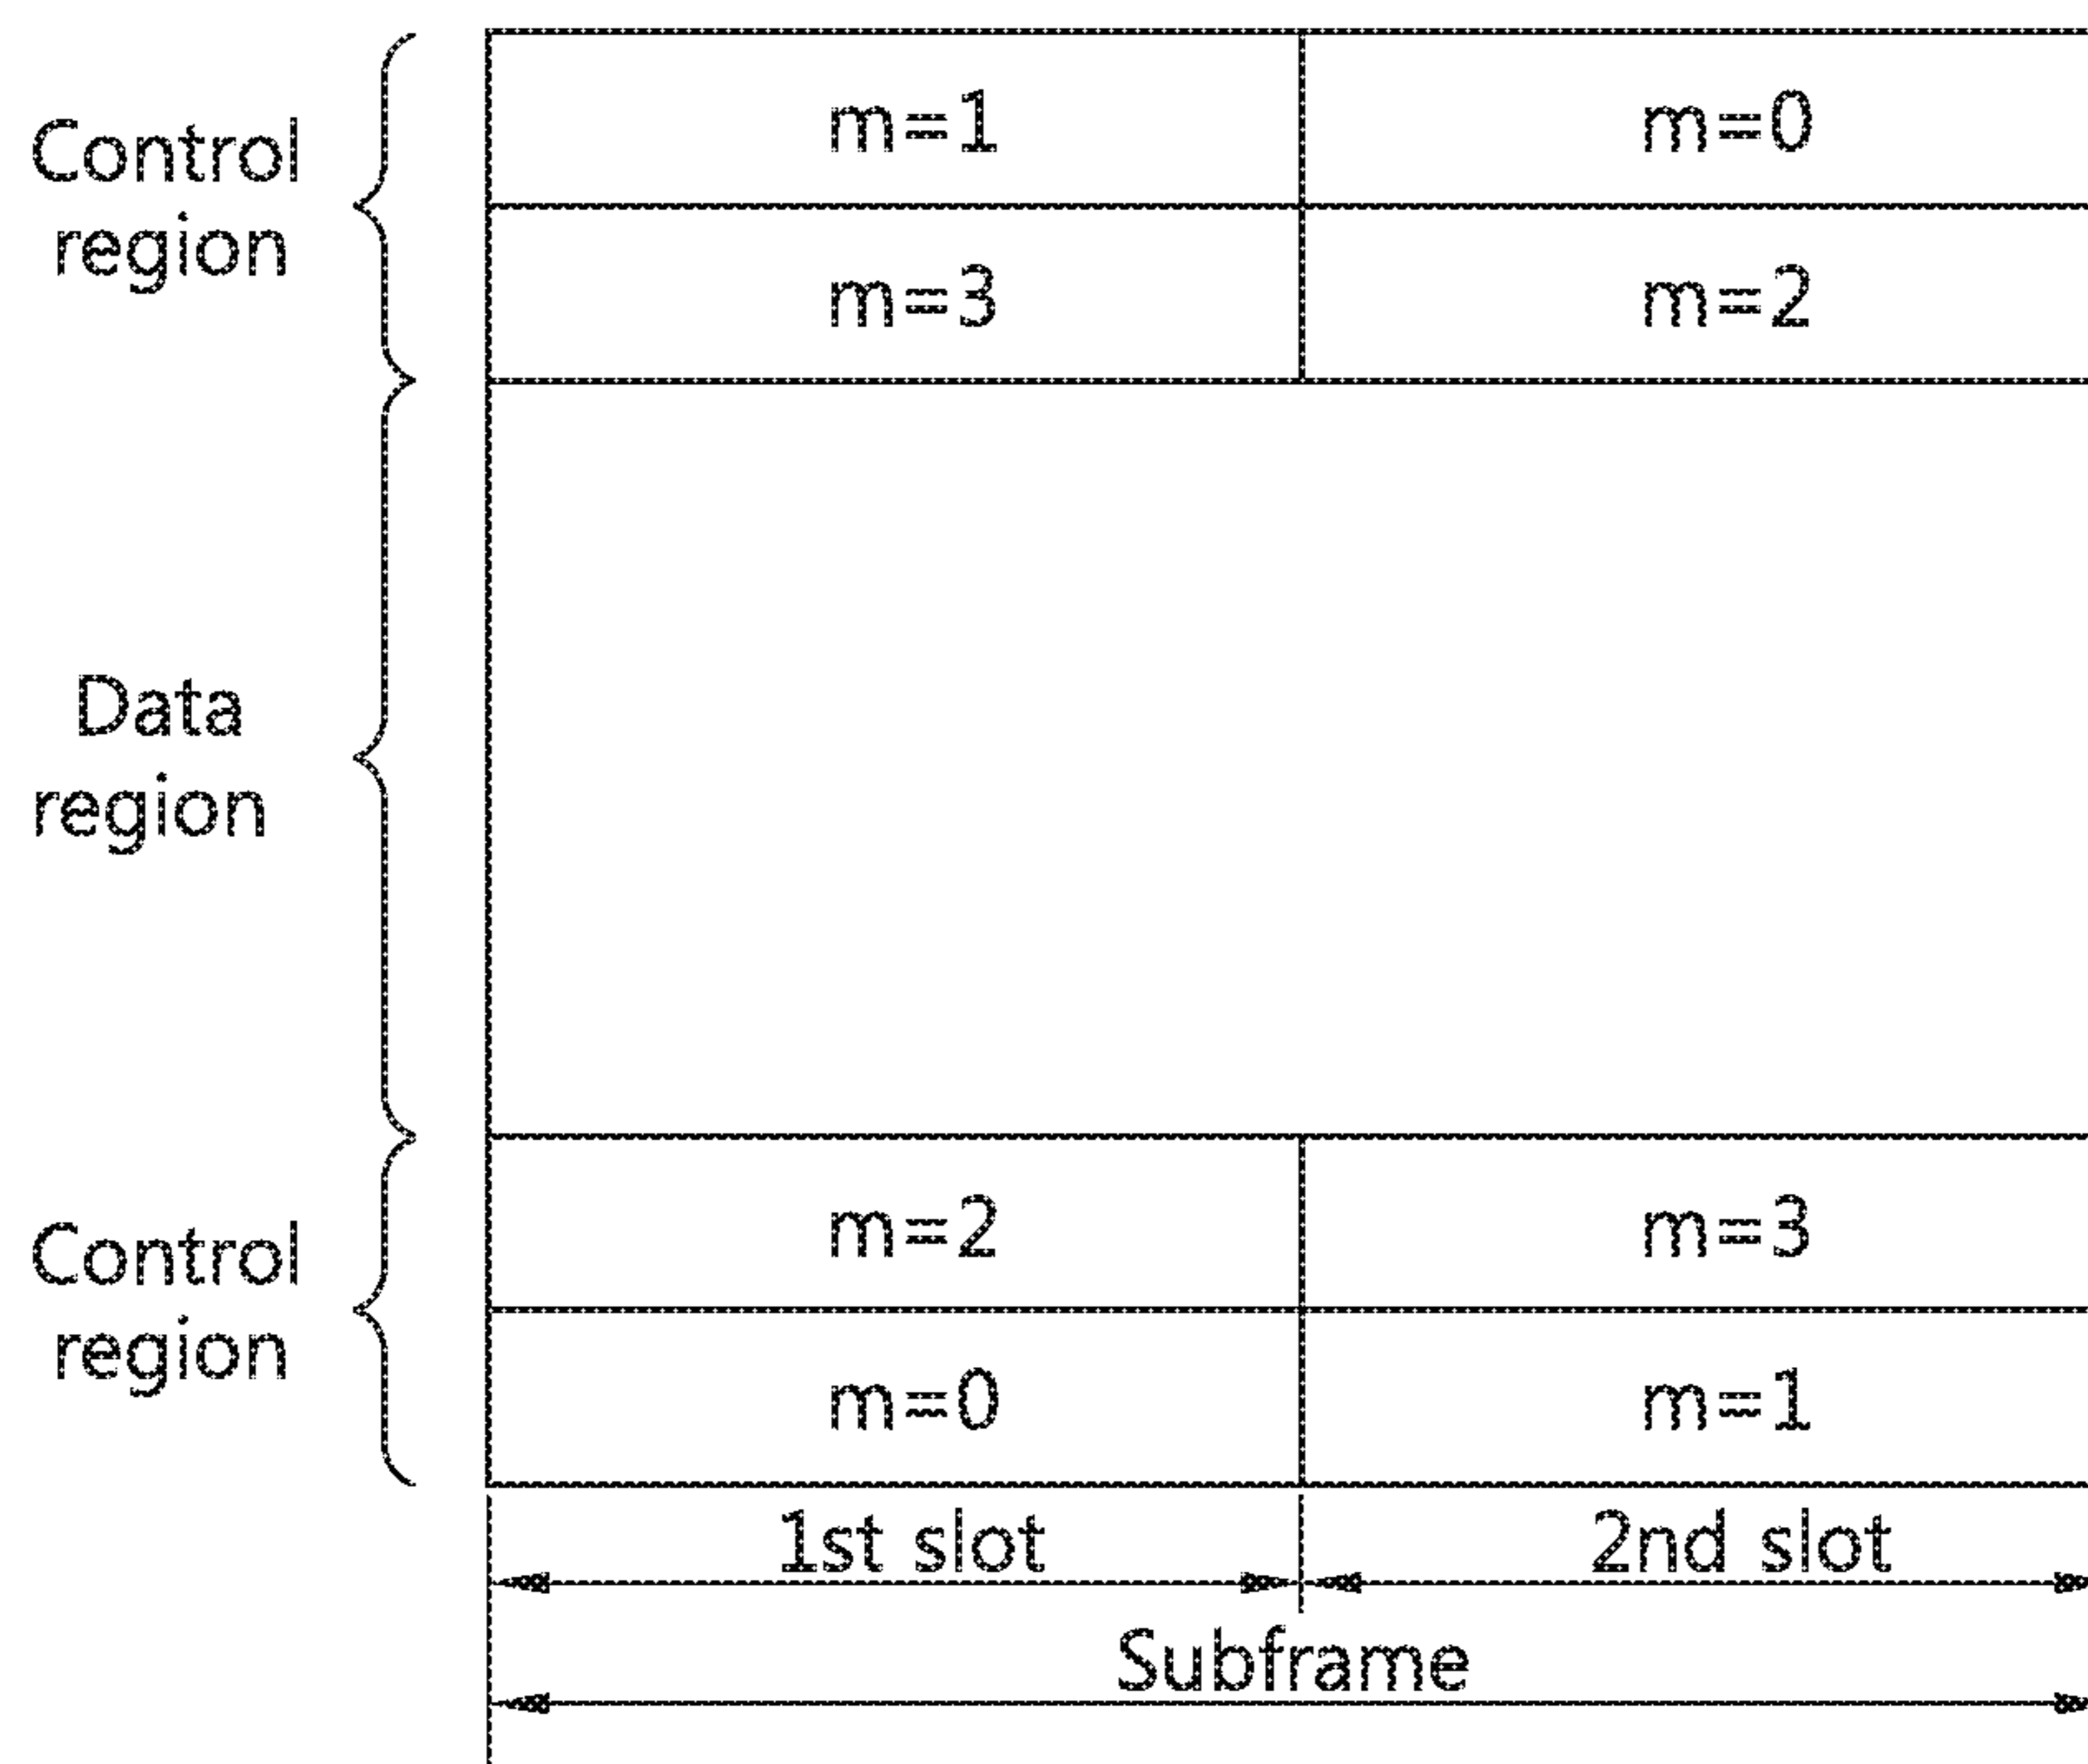 m=1 m=0
Control
region
m=3 m=2
Data
region
m=2 m=3
Control
region
m=0 m=1
1st slot 2nd slot
Subframe